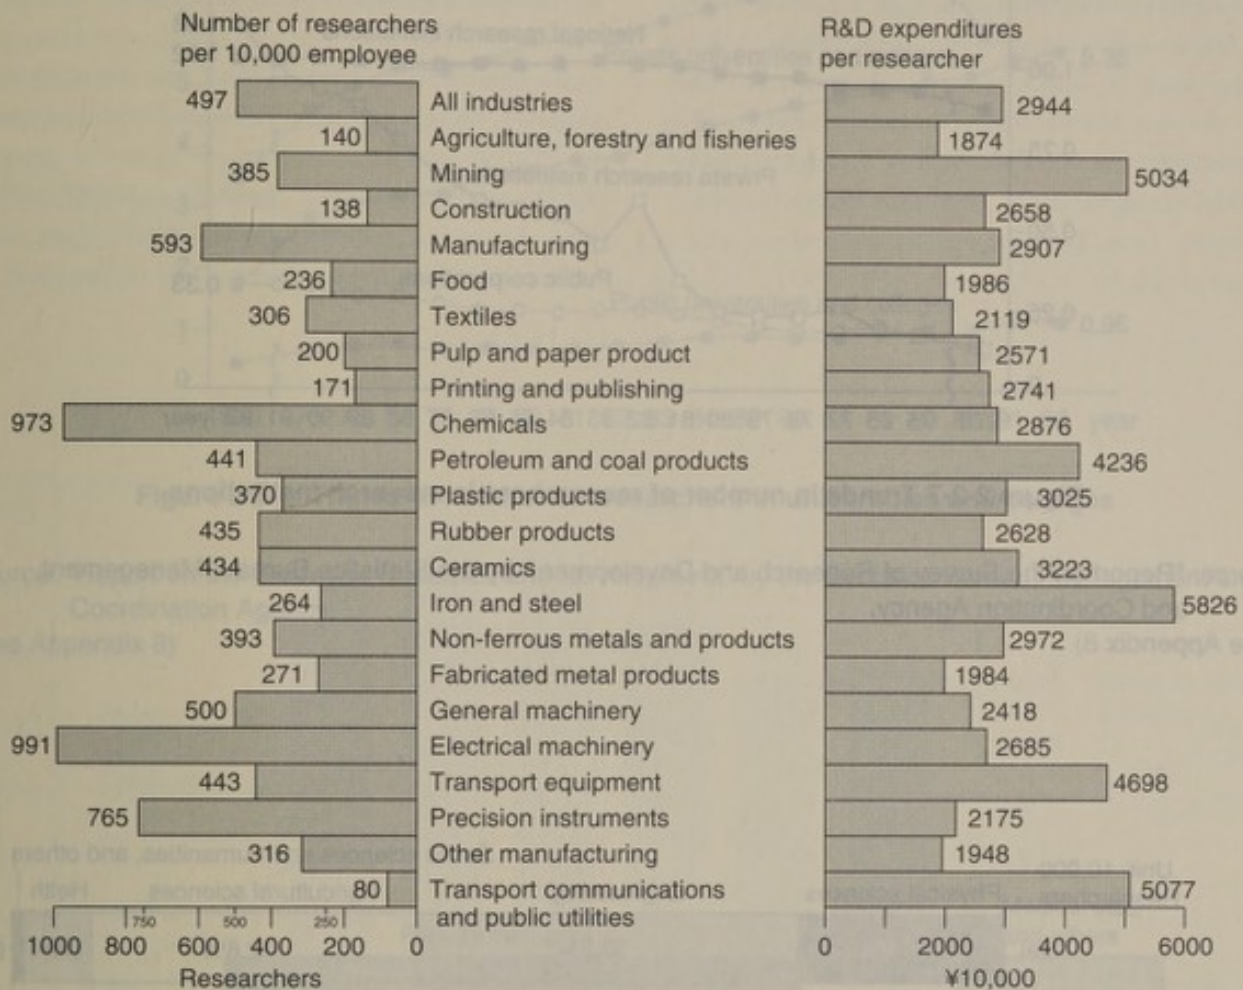 Number of researchers
per 10,000 employee
R&D expenditures
per researcher
497 All industries 2944
140 Agriculture, forestry and fisheries 1874
385 Mining 5034
138 Construction 2658
593 Manufacturing 2907
236 Food 1986
306 Textiles 2119
200 Pulp and paper product 2571
171 Printing and publishing 2741
973 Chemicals 2876
441 Petroleum and coal products 4236
370 Plastic products 3025
435 Rubber products 2628
434 Ceramics 3223
264 Iron and steel 5826
393 Non-ferrous metals and products 2972
271 Fabricated metal products 1984
500 General machinery 2418
991 Electrical machinery 2685
443 Transport equipment 4698
765 Precision instruments 2175
316 Other manufacturing 1948
80 Transport communications 5077
and public utilities
750 500 250
1000 800 600 400 200 0 0 2000 4000 6000
Researchers ¥10,000